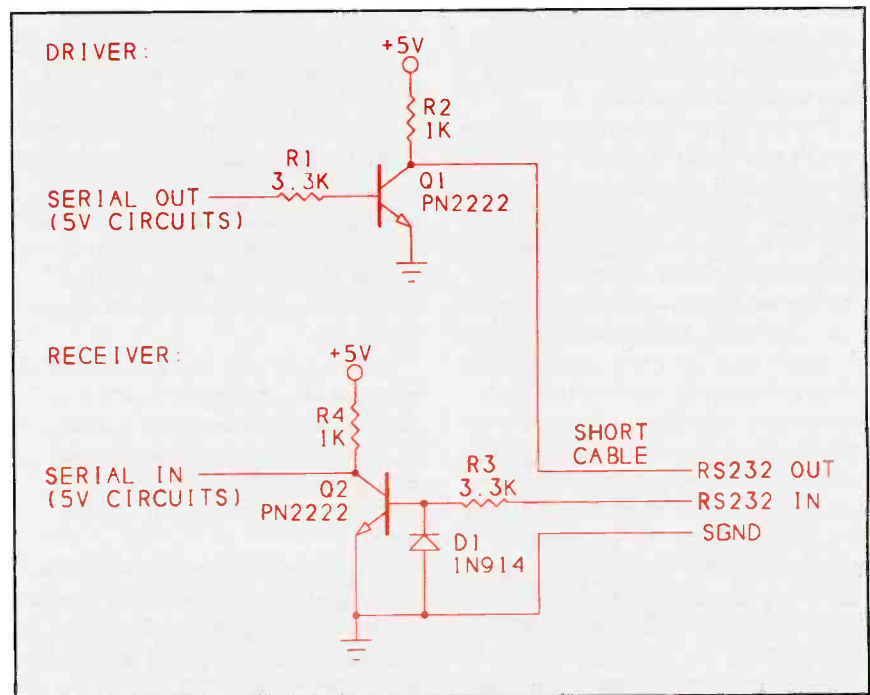 DRIVER:
+5V
R2
1K
R1
3.3K
Q1
PN2222
SERIAL OUT
(5V CIRCUITS)
RECEIVER:
+5V
R4
1K
SHORT
CABLE
R3
3.3K
RS232 OUT
SERIAL IN
(5V CIRCUITS)
Q2
PN2222
RS232 IN
D1
1N914
SGND